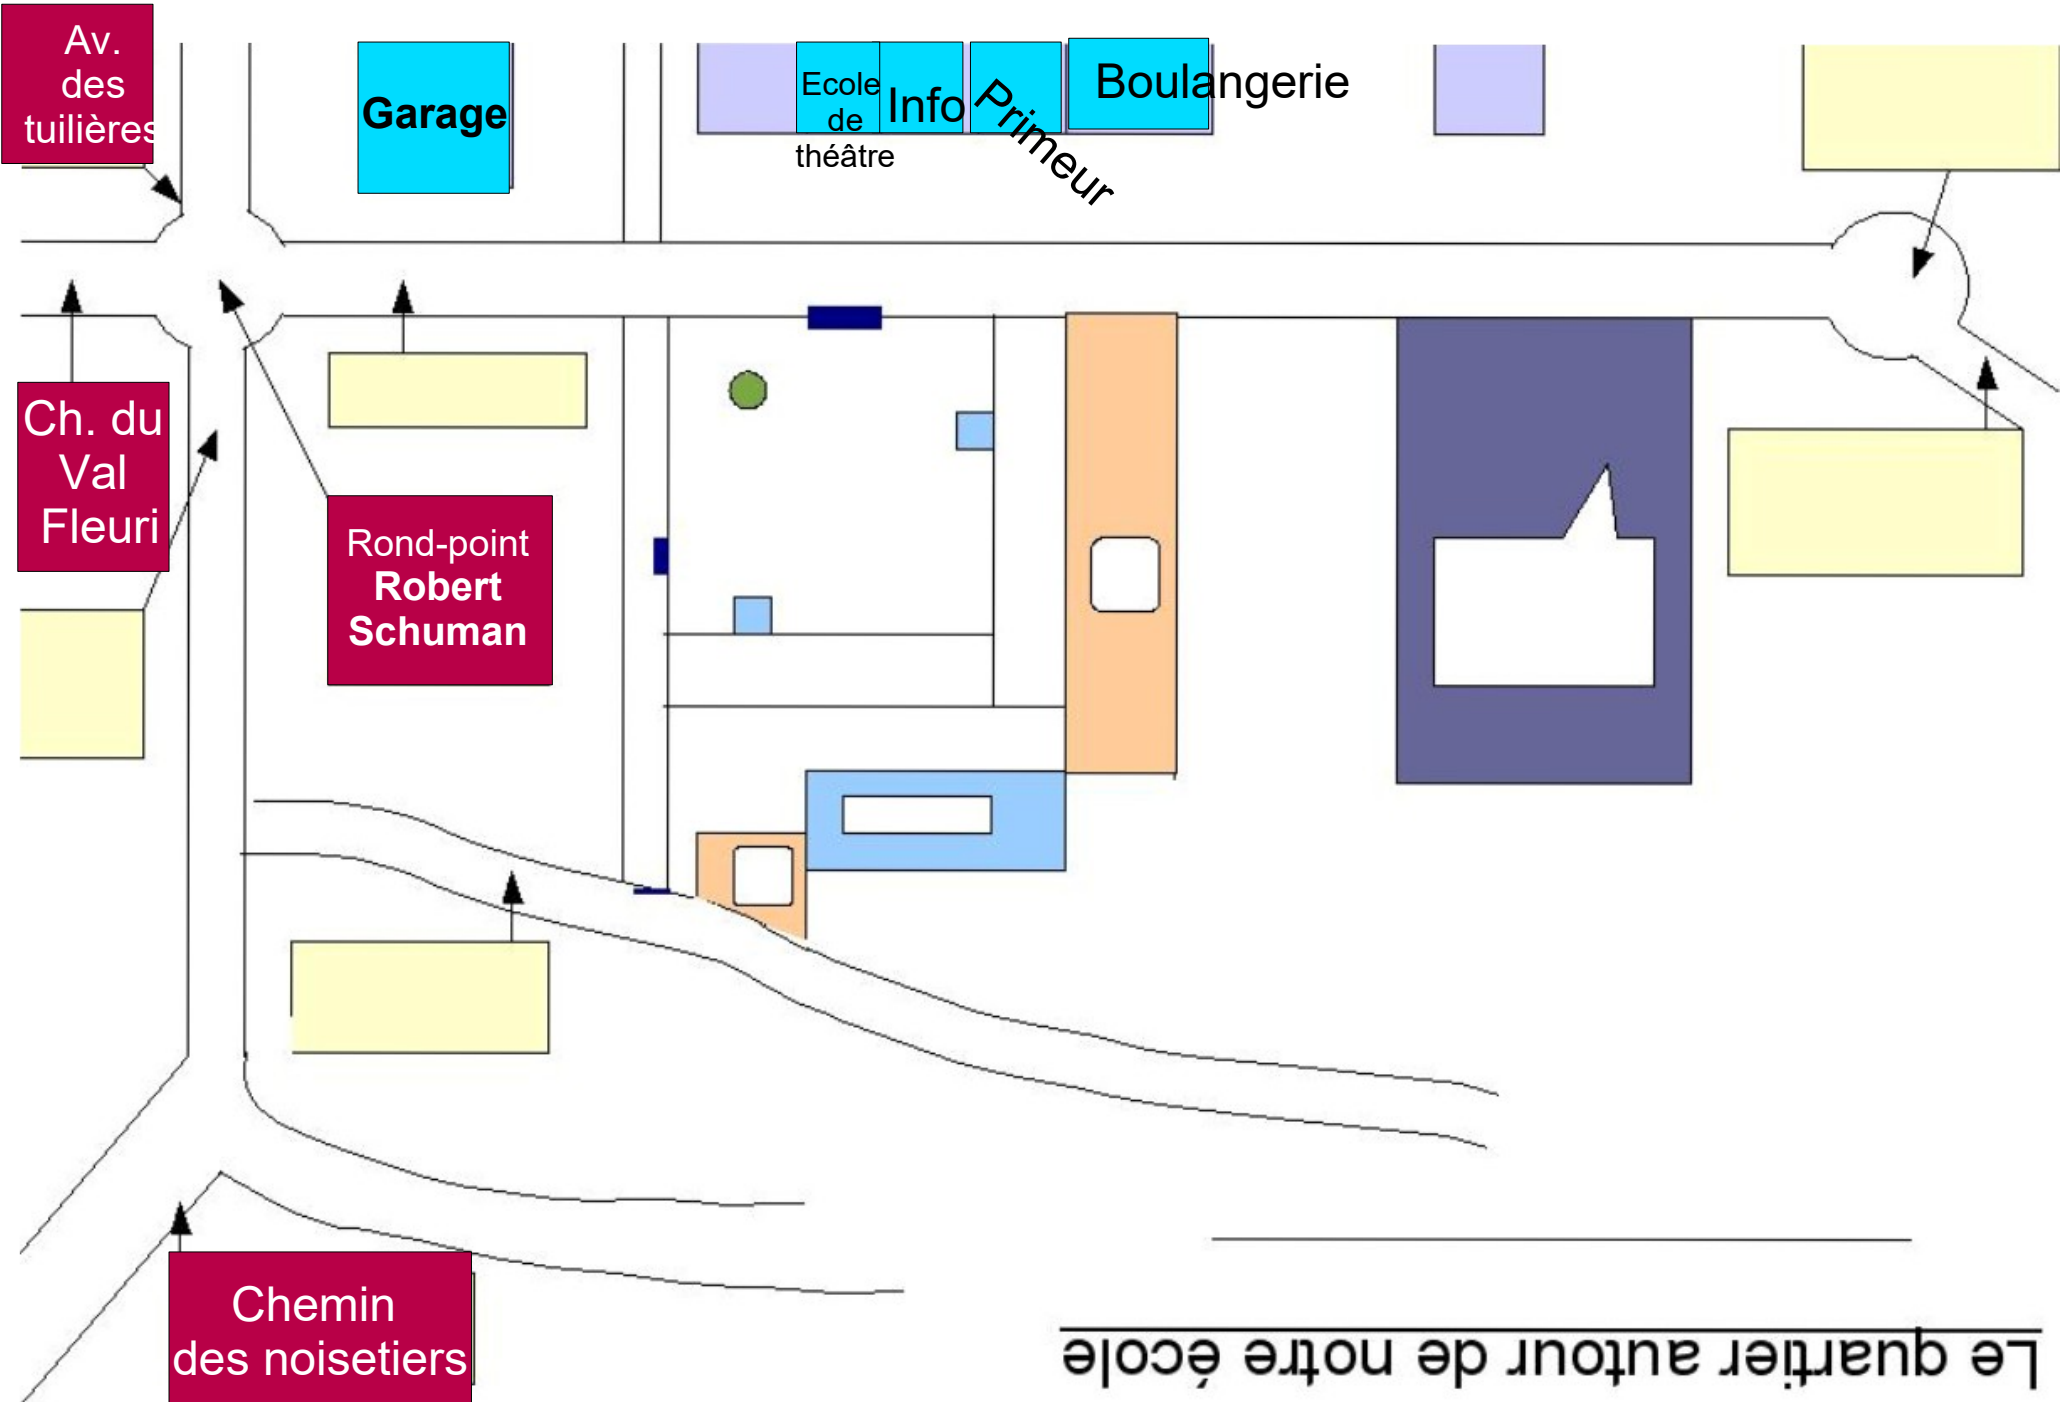 Av.
des
tuilières
Garage
Ecole
de
théâtre
Info
Primeur
Boulangerie
Ch. du
Val
Fleuri
Rond-point
Robert
Schuman
Chemin
des noisetiers
Le quartier autour de notre école